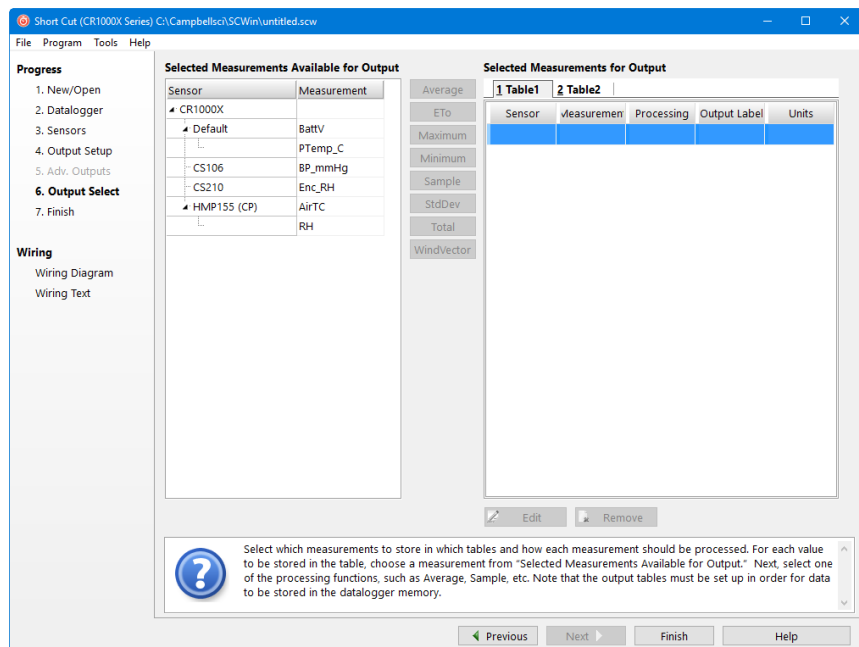 Short Cut (CR1000X Series) C:\Campbellsci\SCWin\untitled.scw
File Program Tools Help
Progress
1. New/Open
2. Datalogger
3. Sensors
4. Output Setup
5. Adv. Outputs
6. Output Select
7. Finish
Wiring
Wiring Diagram
Wiring Text
Selected Measurements Available for Output
Sensor Measurement
CR1000X
Default BattV
PTemp_C
CS106 BP_mmHg
CS210 Enc_RH
HMP155 (CP) AirTC
RH
Average
ETo
Maximum
Minimum
Sample
StdDev
Total
WindVector
Selected Measurements for Output
1 Table1 2 Table2
Sensor Measuremen Processing Output Label Units
Edit Remove
Select which measurements to store in which tables and how each measurement should be processed. For each value
to be stored in the table, choose a measurement from "Selected Measurements Available for Output." Next, select one
of the processing functions, such as Average, Sample, etc. Note that the output tables must be set up in order for data
to be stored in the datalogger memory.
Previous Next Finish Help